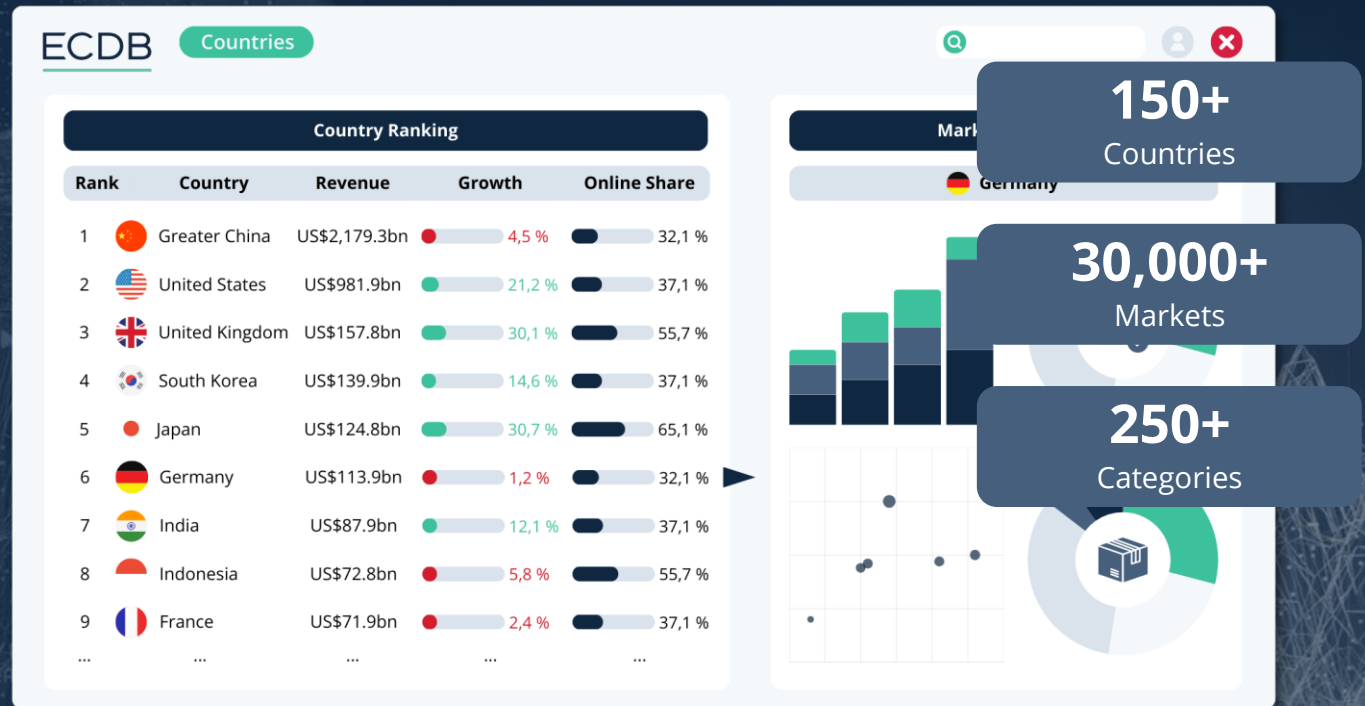 ECDB
Countries
Country Ranking
Rank Country Revenue Growth Online Share
1 Greater China US$2,179.3bn 4,5 % 32,1 %
2 United States US$981.9bn 21,2 % 37,1 %
3 United Kingdom US$157.8bn 30,1 % 55,7 %
4 South Korea US$139.9bn 14,6 % 37,1 %
5 Japan US$124.8bn 30,7 % 65,1 %
6 Germany US$113.9bn 1,2 % 32,1 %
7 India US$87.9bn 12,1 % 37,1 %
8 Indonesia US$72.8bn 5,8 % 55,7 %
9 France US$71.9bn 2,4 % 37,1 %
... ... ... ... ...
Germany
150+
Countries
30,000+
Markets
250+
Categories